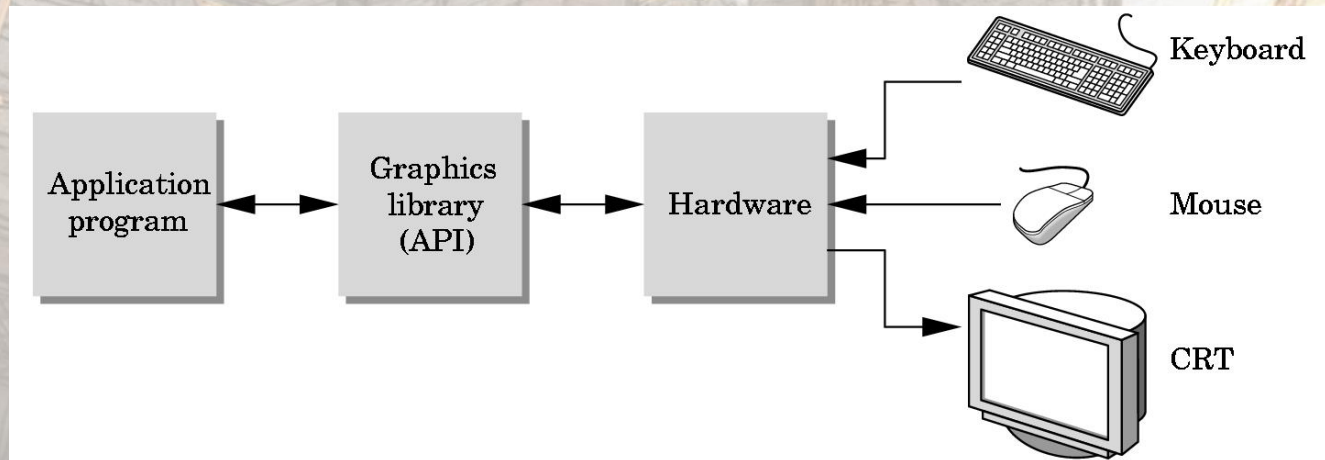 Application
program
Graphics
library
(API)
Hardware
Keyboard
Mouse
CRT